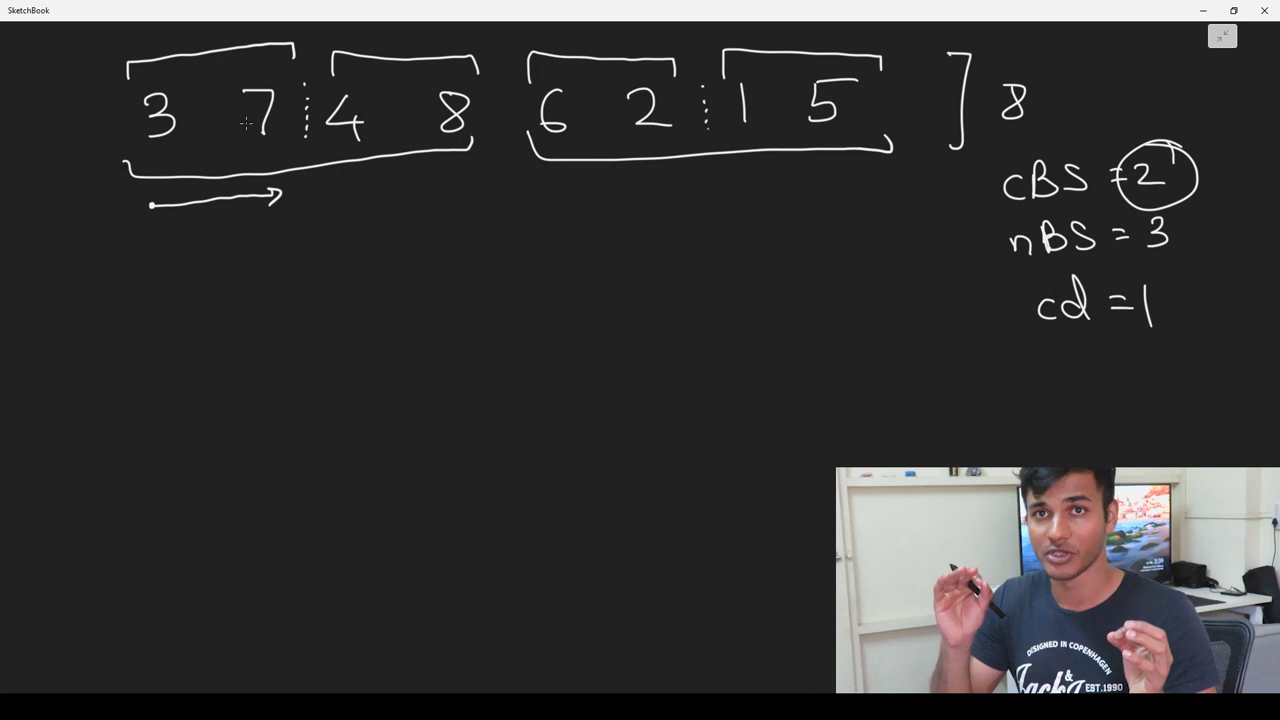 SketchBook
3 7 4 8 6 2 1 5 ] 8
cBS = 2
nBS = 3
cd = 1
DESIGNED IN COPENHAGEN
&
EST.1990